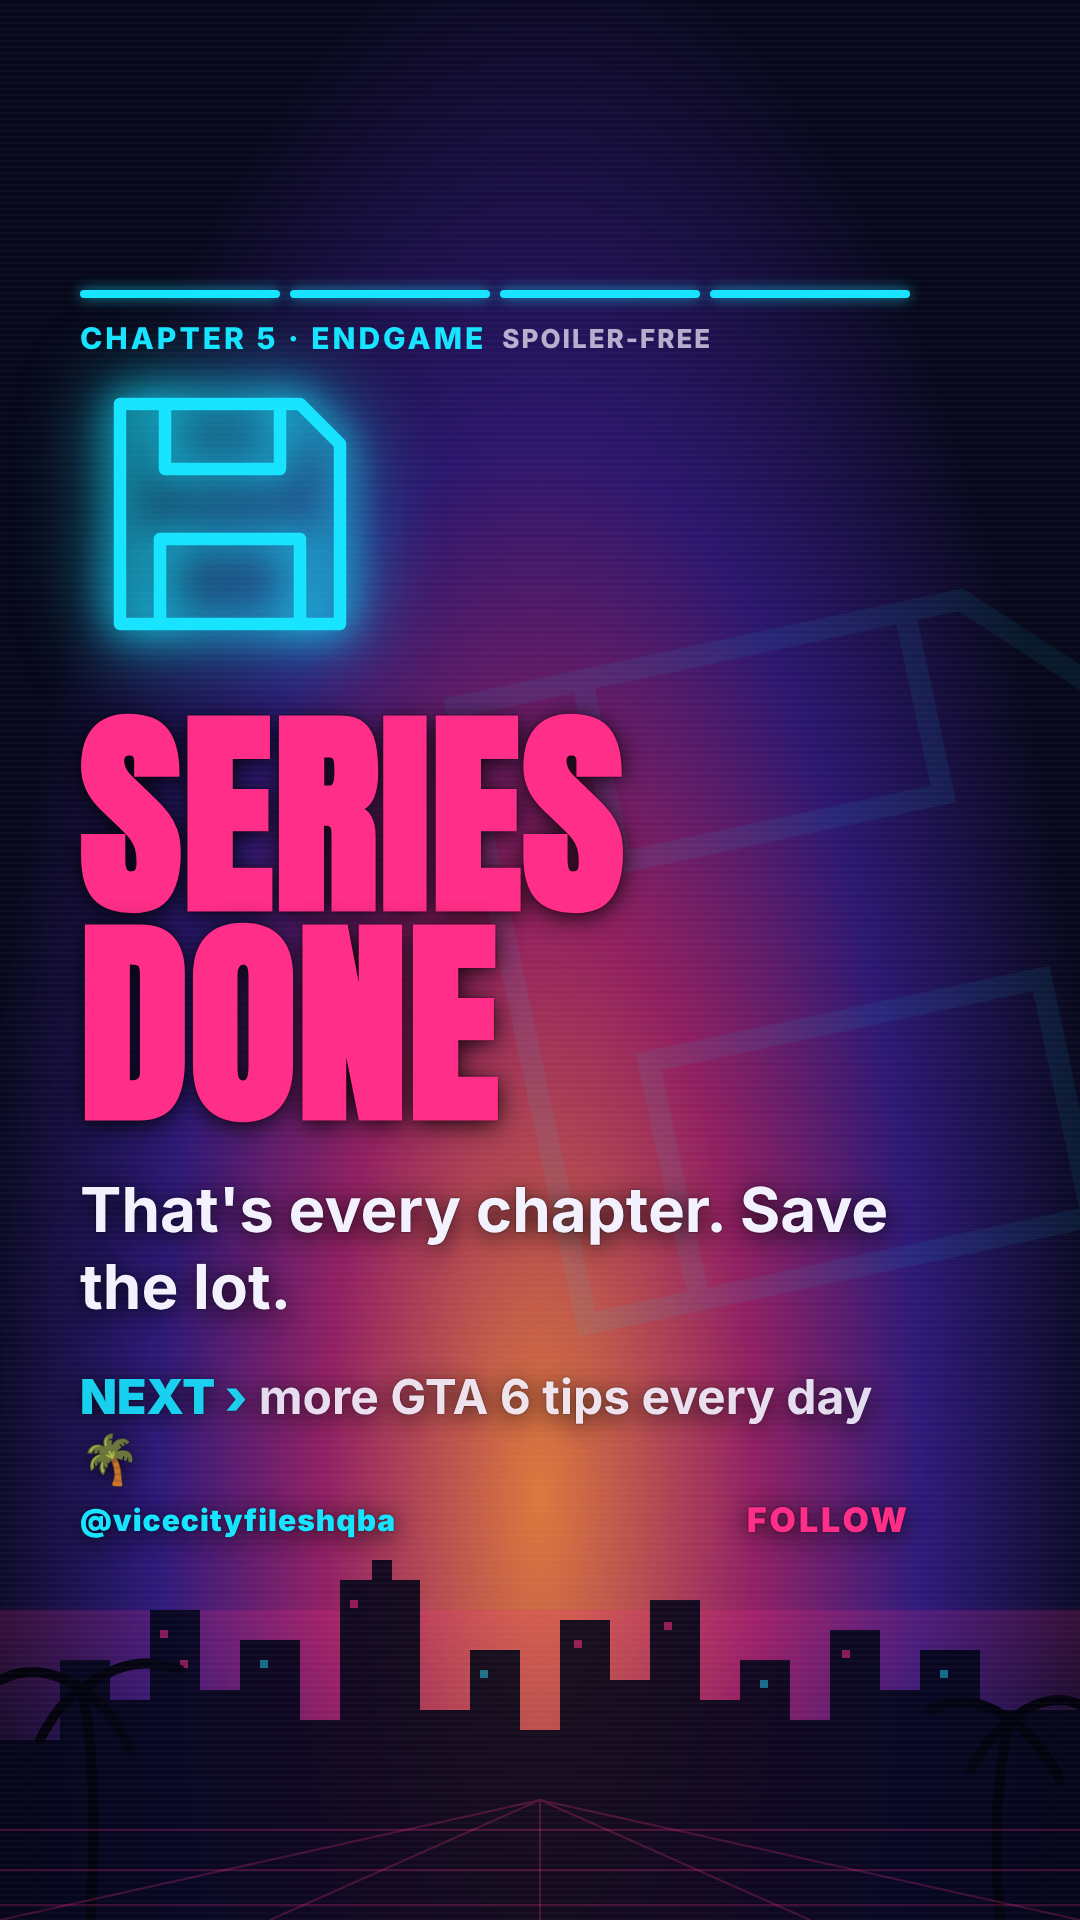 CHAPTER 5 · ENDGAME SPOILER-FREE
SERIES
DONE
That's every chapter. Save
the lot.
NEXT › more GTA 6 tips every day
🌴
@vicecityfileshqba FOLLOW